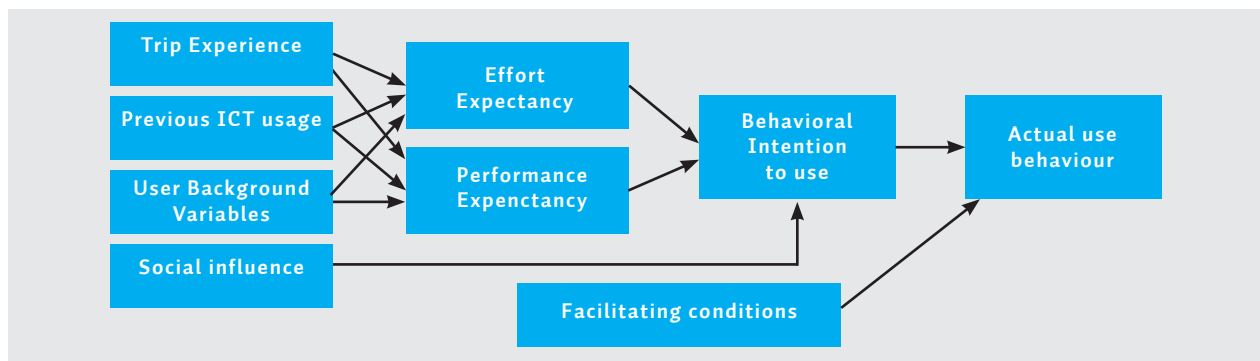 Trip Experience
Previous ICT usage
User Background
Variables
Social influence
Effort
Expectancy
Performance
Expenctancy
Behavioral
Intention
to use
Actual use
behaviour
Facilitating conditions